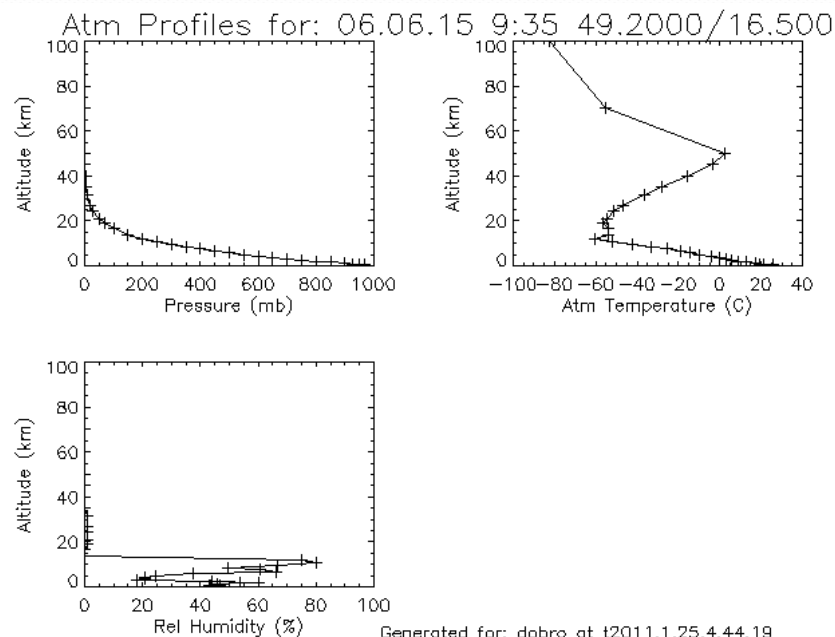 Atm Profiles for: 06.06.15 9:35 49.2000/16.500
100
80
60
40
20
0
Altitude (km)
0 200 400 600 800 1000
Pressure (mb)
100
80
60
40
20
0
Altitude (km)
-100-80 -60 -40 -20 0 20 40
Atm Temperature (C)
100
80
60
40
20
0
Altitude (km)
0 20 40 60 80 100
Rel Humidity (%)
Generated for: dobro at t2011.1.25.4.44.19